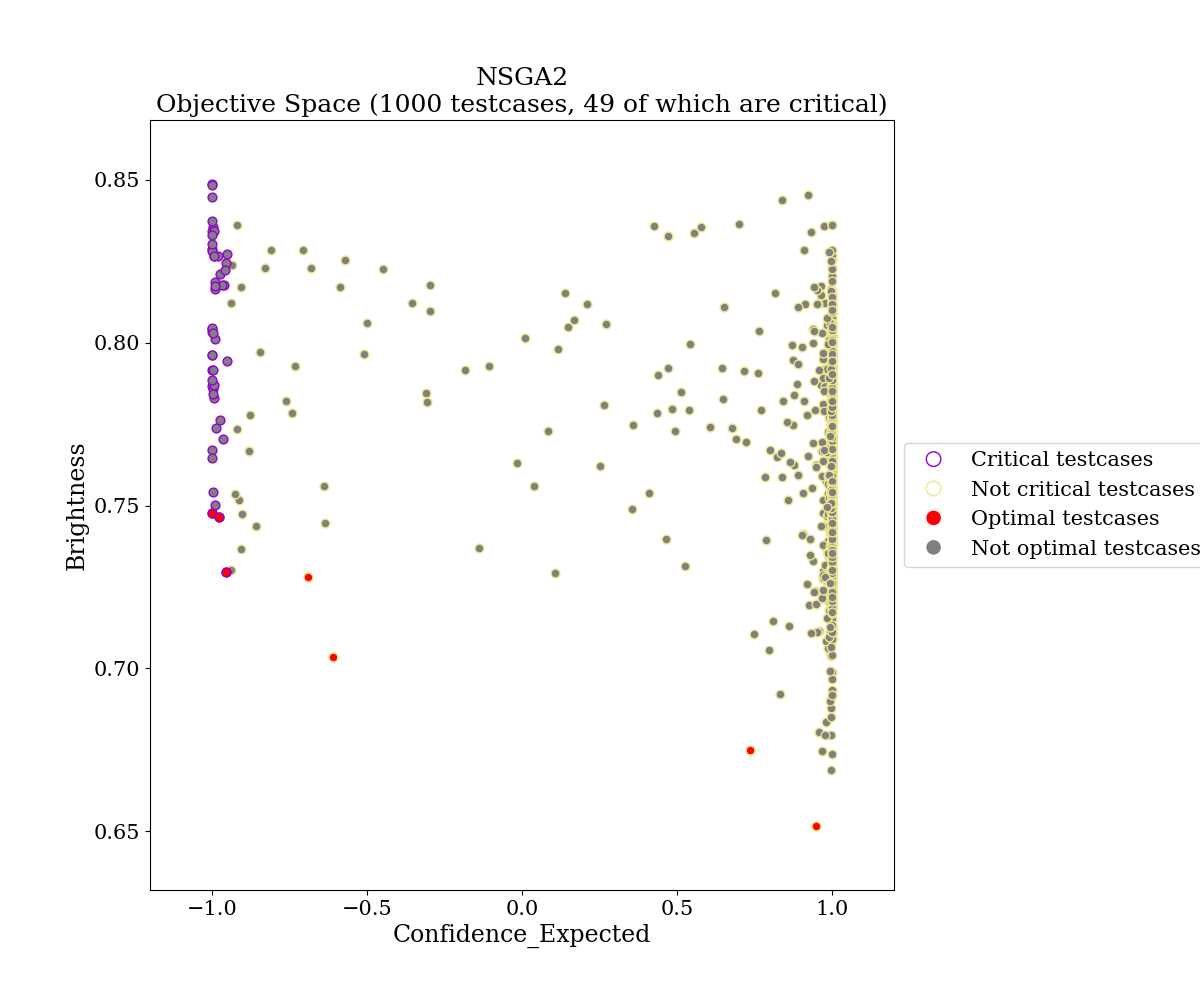 NSGA2
Objective Space (1000 testcases, 49 of which are critical)
0.85
0.80
0.75
0.70
0.65
Brightness
−1.0
−0.5
0.0
0.5
1.0
Confidence_Expected
Critical testcases
Not critical testcases
Optimal testcases
Not optimal testcases